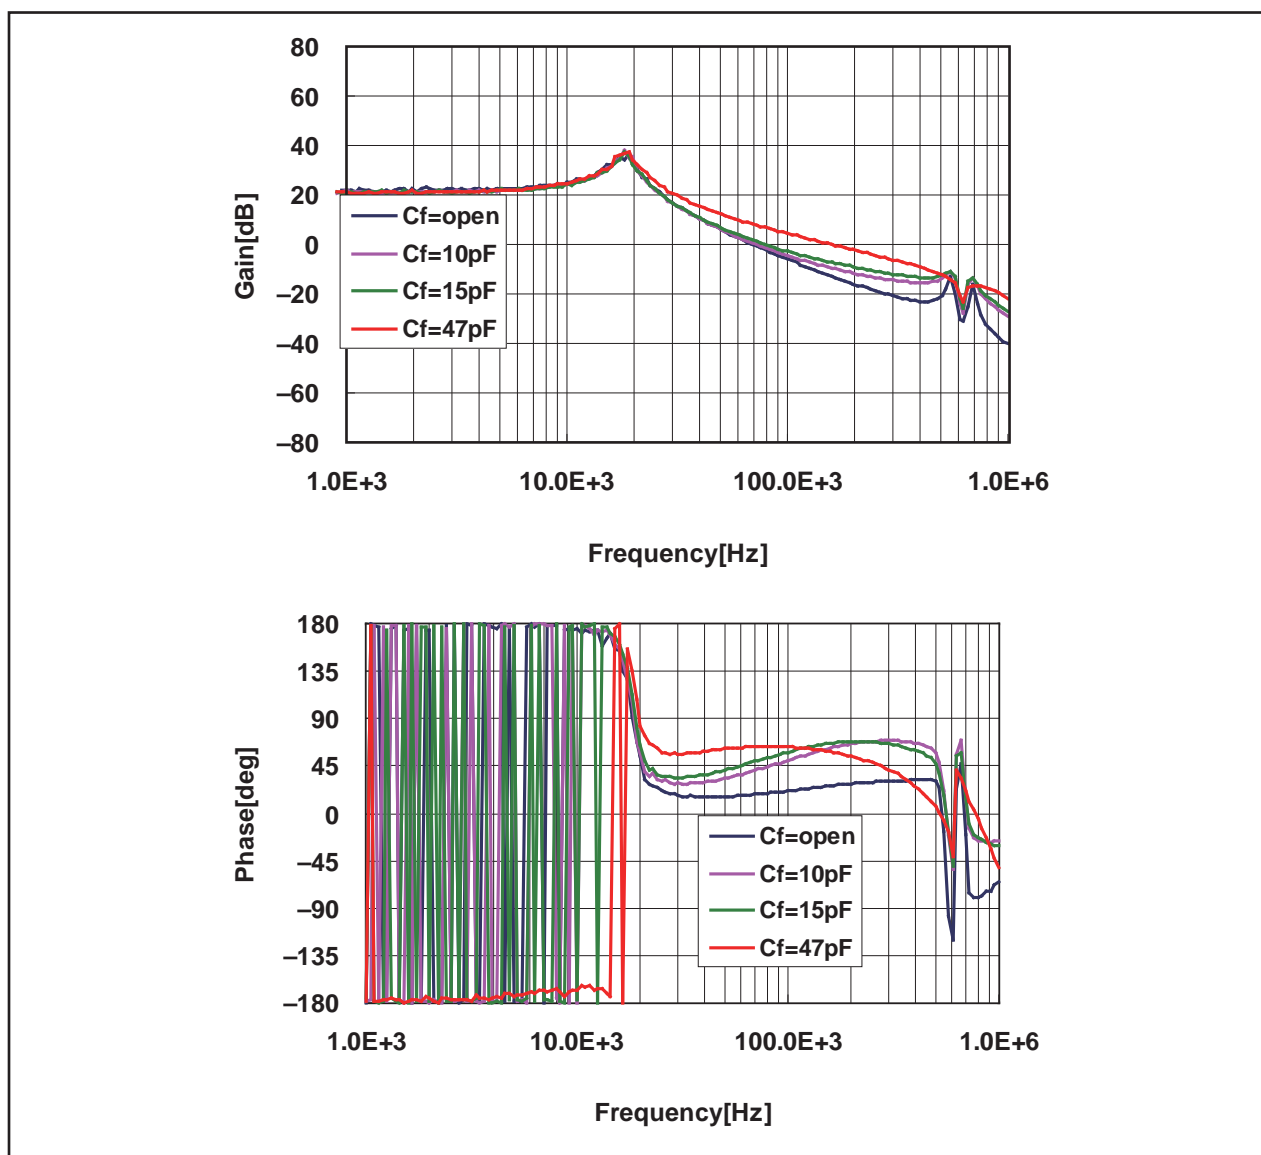 80
60
40
20
0
–20
–40
–60
–80
Gain[dB]
Cf=open
Cf=10pF
Cf=15pF
Cf=47pF
1.0E+3 10.0E+3 100.0E+3 1.0E+6
Frequency[Hz]
180
135
90
45
0
–45
–90
–135
–180
Phase[deg]
Cf=open
Cf=10pF
Cf=15pF
Cf=47pF
1.0E+3 10.0E+3 100.0E+3 1.0E+6
Frequency[Hz]